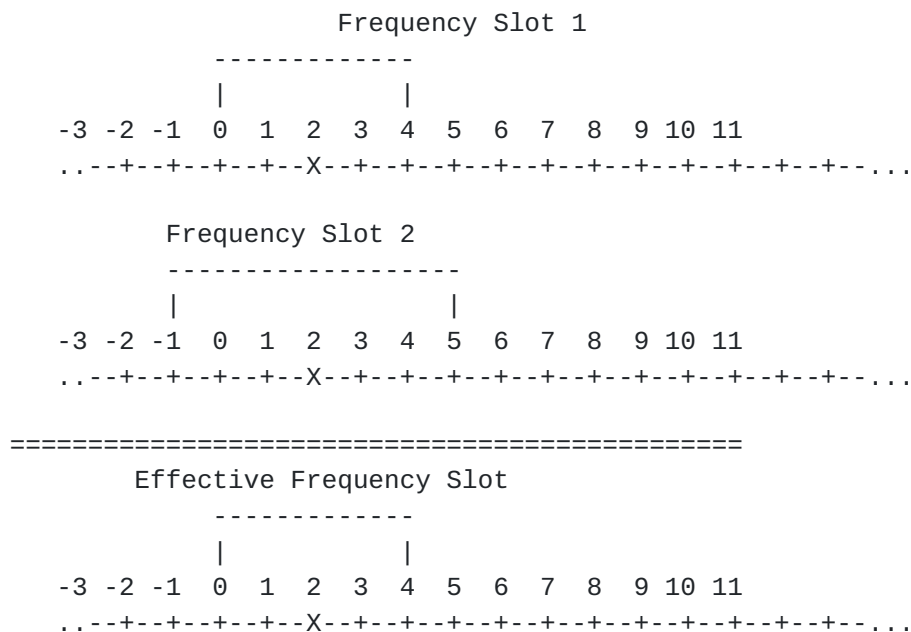 Frequency Slot 1
             -------------
             |           |
   -3 -2 -1  0  1  2  3  4  5  6  7  8  9 10 11
   ..--+--+--+--+--X--+--+--+--+--+--+--+--+--+--+--+--...

          Frequency Slot 2
          -------------------
          |                 |
   -3 -2 -1  0  1  2  3  4  5  6  7  8  9 10 11
   ..--+--+--+--+--X--+--+--+--+--+--+--+--+--+--+--+--...

===============================================
        Effective Frequency Slot
             -------------
             |           |
   -3 -2 -1  0  1  2  3  4  5  6  7  8  9 10 11
   ..--+--+--+--+--X--+--+--+--+--+--+--+--+--+--+--+--...